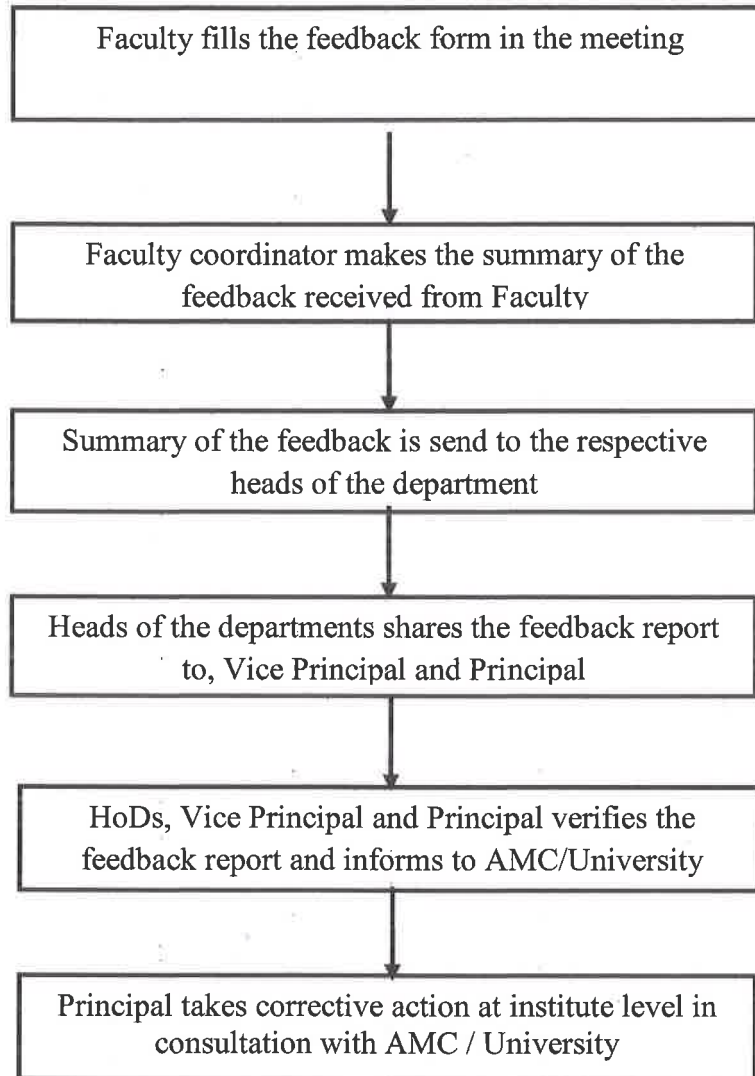 Faculty fills the feedback form in the meeting
Faculty coordinator makes the summary of the
feedback received from Faculty
Summary of the feedback is send to the respective
heads of the department
Heads of the departments shares the feedback report
to, Vice Principal and Principal
HoDs, Vice Principal and Principal verifies the
feedback report and informs to AMC/University
Principal takes corrective action at institute level in
consultation with AMC / University